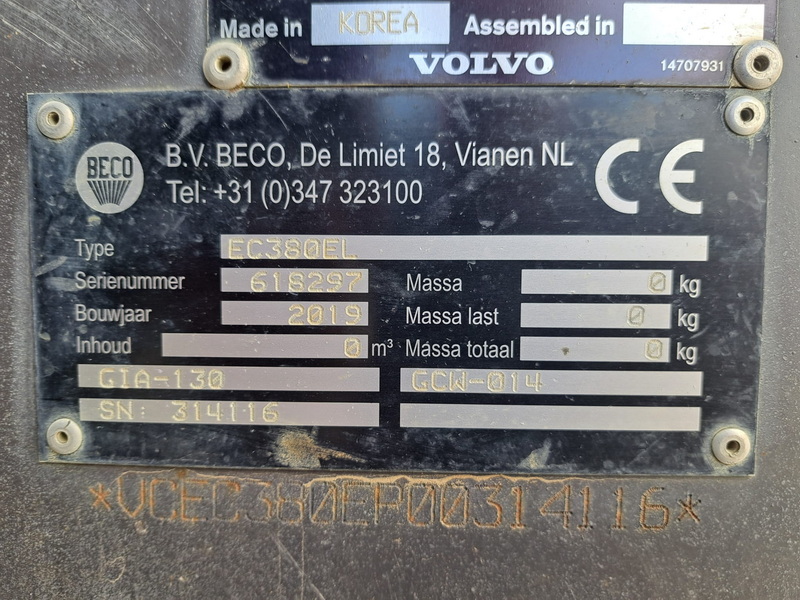 Made in KOREA Assembled in
VOLVO 14707931
BECO
B.V. BECO, De Limiet 18, Vianen NL
Tel: +31 (0)347 323100
CE
Type EC380EL
Serienummer 618297 Massa 0 kg
Bouwjaar 2019 Massa last 0 kg
Inhoud 0 m³ Massa totaal 0 kg
GIA-130 GCW-014
SN: 314116
*VCEC380EP00314116*